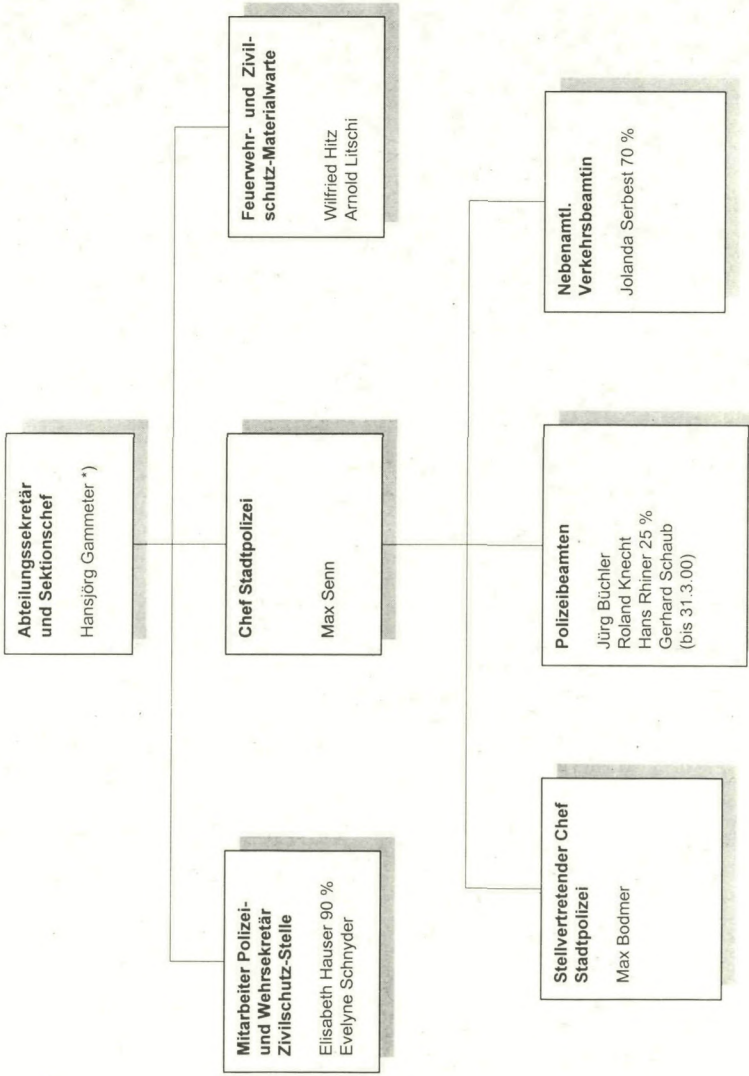 Abteilungssekretär
und Sektionschef
Hansjörg Gammeter *)
Mitarbeiter Polizei-
und Wehrsekretär
Zivilschutz-Stelle
Elisabeth Hauser 90 %
Evelyne Schnyder
Chef Stadtpolizei
Max Senn
Feuerwehr- und Zivil-
schutz-Materialwarte
Wilfried Hitz
Arnold Litschi
Stellvertretender Chef
Stadtpolizei
Max Bodmer
Polizeibeamten
Jürg Büchler
Roland Knecht
Hans Rhiner 25 %
Gerhard Schaub
(bis 31.3.00)
Nebenamtl.
Verkehrsbeamtin
Jolanda Serbest 70 %